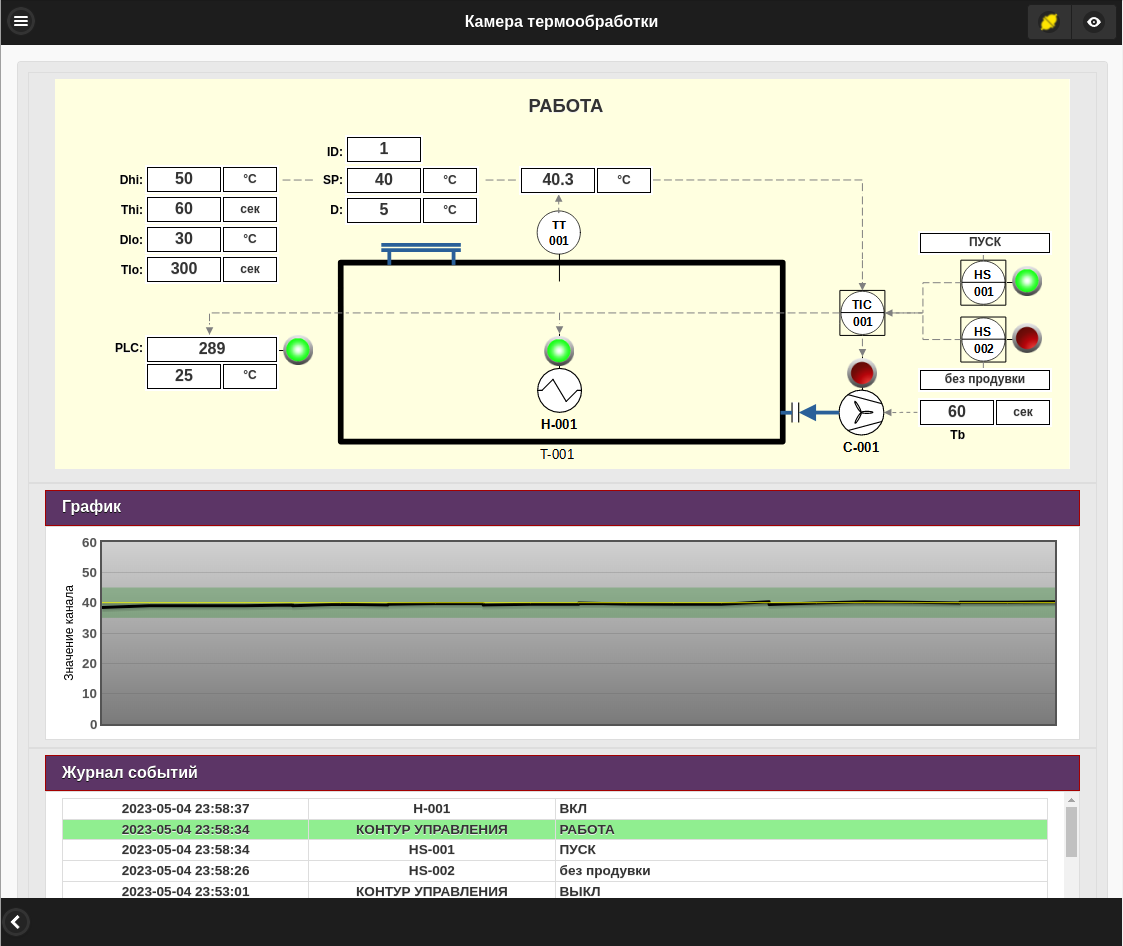 Камера термообработки
РАБОТА
ID: 1
Dhi: 50 °C SP: 40 °C 40.3 °C
Thi: 60 сек D: 5 °C
TT
001
Dlo: 30 °C
Tlo: 300 сек
ПУСК
HS
001
TIC
001
HS
002
PLC: 289
25 °C
без продувки
60 сек
Tb
H-001
C-001
T-001
График
60
50
40
30
20
10
0
Значение канала
Журнал событий
2023-05-04 23:58:37 H-001 ВКЛ
2023-05-04 23:58:34 КОНТУР УПРАВЛЕНИЯ РАБОТА
2023-05-04 23:58:34 HS-001 ПУСК
2023-05-04 23:58:26 HS-002 без продувки
2023-05-04 23:53:01 КОНТУР УПРАВЛЕНИЯ ВЫКЛ